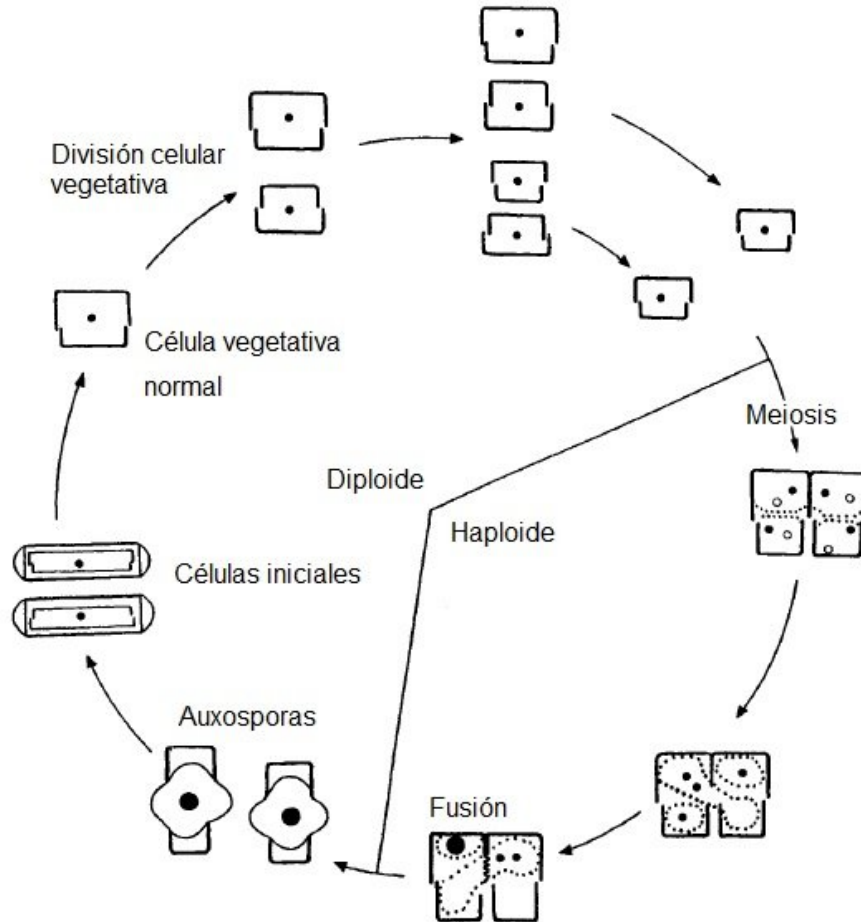 División celular
vegetativa
Célula vegetativa
normal
Meiosis
Diploide
Haploide
Células iniciales
Auxosporas
Fusión